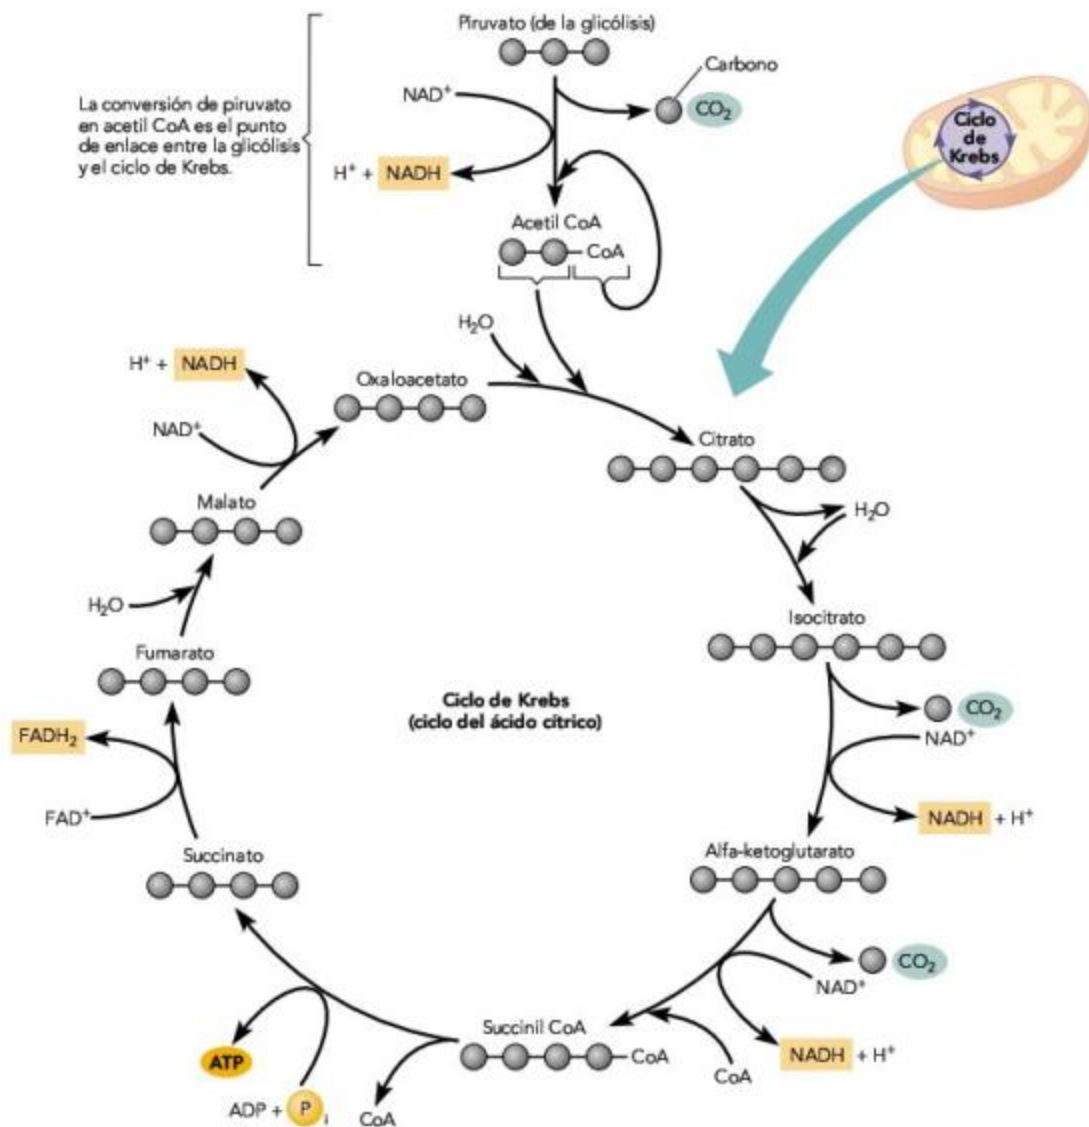 Piruvato (de la glicólisis)
Carbono
NAD⁺
CO₂
La conversión de piruvato
en acetil CoA es el punto
de enlace entre la glicólisis
y el ciclo de Krebs.
H⁺ + NADH
Ciclo
de
Krebs
Acetil CoA
CoA
H₂O
H⁺ + NADH
Oxaloacetato
NAD⁺
Citrato
Malato
H₂O
H₂O
Isocitrato
Fumarato
Ciclo de Krebs
(ciclo del ácido cítrico)
CO₂
NAD⁺
FADH₂
FAD⁺
NADH + H⁺
Succinato
Alfa-ketoglutarato
CO₂
NAD⁺
Succinil CoA
CoA
NADH + H⁺
CoA
ATP
ADP + Pᵢ
CoA